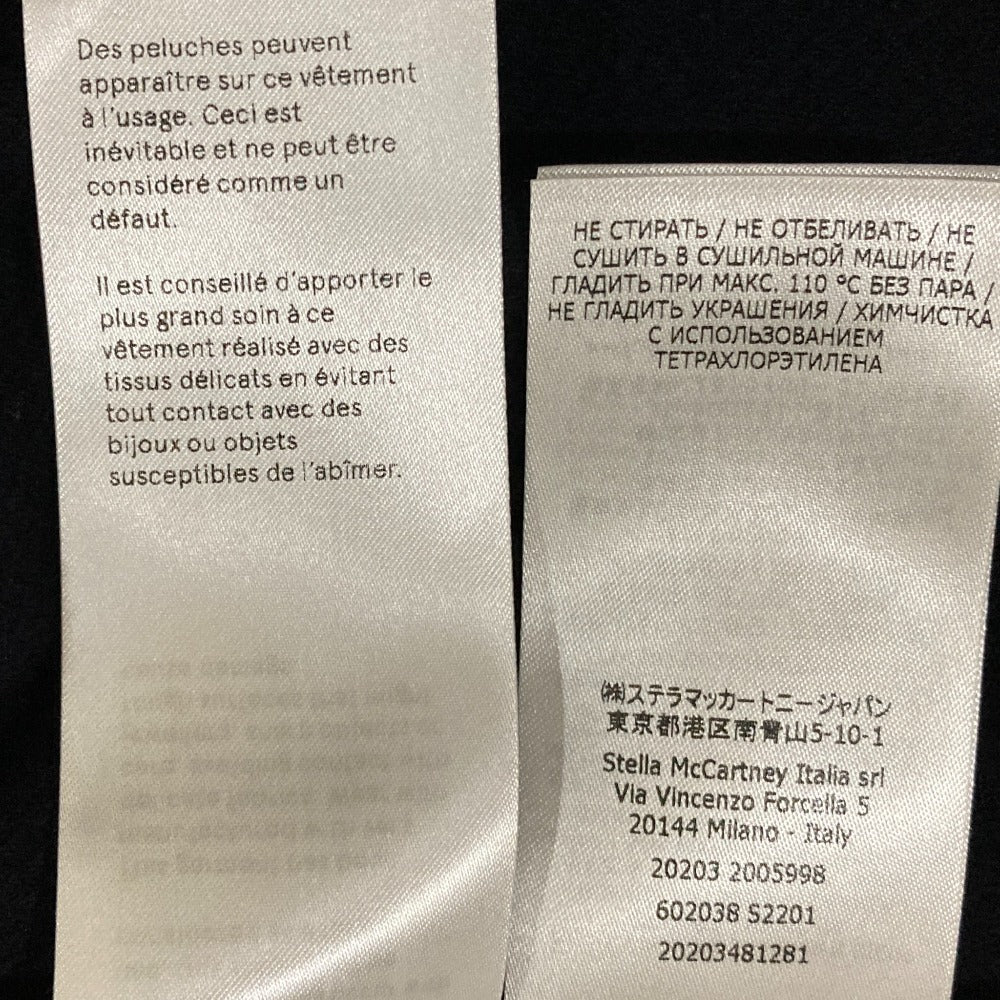 Des peluches peuvent
apparaître sur ce vêtement
à l'usage. Ceci est
inévitable et ne peut être
considéré comme un
défaut.
Il est conseillé d'apporter le
plus grand soin à ce
vêtement réalisé avec des
tissus délicats en évitant
tout contact avec des
bijoux ou objets
susceptibles de l'abîmer.
НЕ СТИРАТЬ / НЕ ОТБЕЛИВАТЬ / НЕ
СУШИТЬ В СУШИЛЬНОЙ МАШИНЕ /
ГЛАДИТЬ ПРИ МАКС. 110 ºC БЕЗ ПАРА /
НЕ ГЛАДИТЬ УКРАШЕНИЯ / ХИМЧИСТКА
С ИСПОЛЬЗОВАНИЕМ
ТЕТРАХЛОРЭТИЛЕНА
㈱ステラマッカートニージャパン
東京都港区南青山5-10-1
Stella McCartney Italia srl
Via Vincenzo Forcella 5
20144 Milano - Italy
20203 2005998
602038 S2201
20203481281